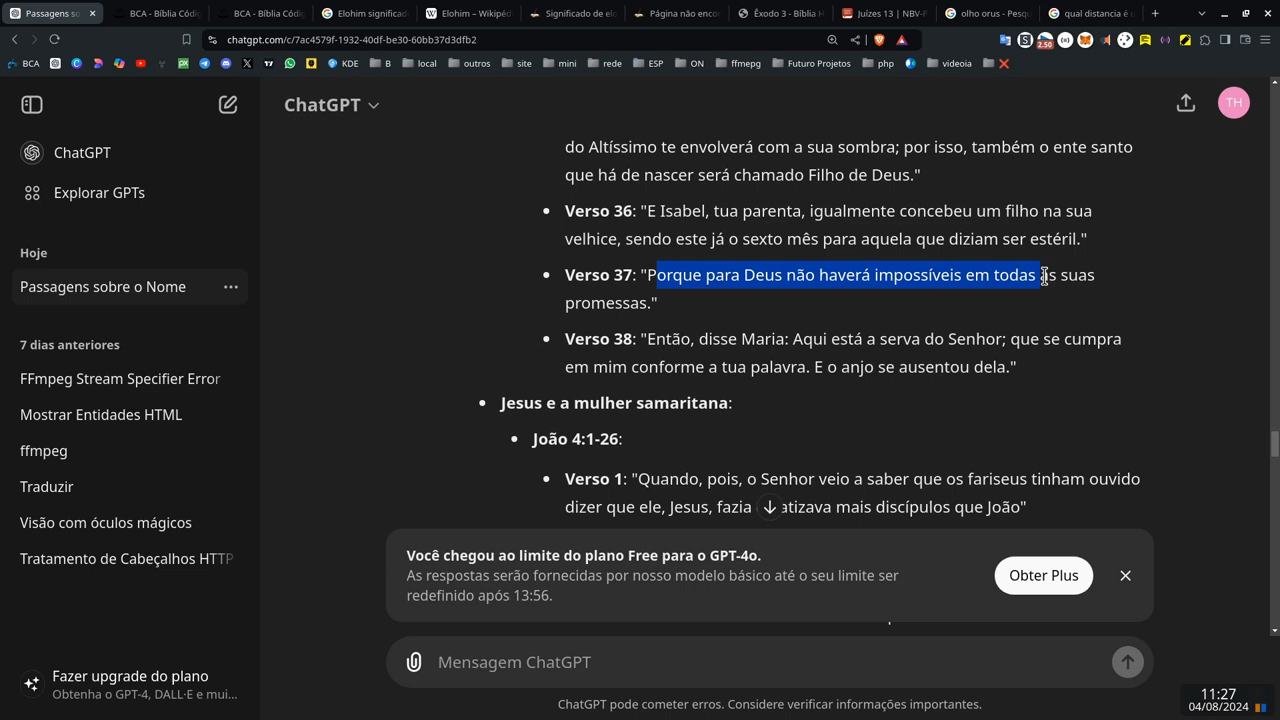 Passagens so
BCA - Bíblia Códig
BCA - Bíblia Códig
Elohim significad
Elohim – Wikipéd
Significado de elo
Página não enco
Êxodo 3 - Bíblia H
Juízes 13 | NBV-P
olho orus - Pesqu
qual distancia é u
chatgpt.com/c/7ac4579f-1932-40df-be30-60bb37d3dfb2
2.50
BCA
KDE
B
local
outros
site
mini
rede
ESP
ON
ffmpeg
Futuro Projetos
php
videoia
ChatGPT
TH
ChatGPT
Explorar GPTs
Hoje
Passagens sobre o Nome
7 dias anteriores
FFmpeg Stream Specifier Error
Mostrar Entidades HTML
ffmpeg
Traduzir
Visão com óculos mágicos
Tratamento de Cabeçalhos HTTP
Fazer upgrade do plano
Obtenha o GPT-4, DALL·E e mui...
do Altíssimo te envolverá com a sua sombra; por isso, também o ente santo
que há de nascer será chamado Filho de Deus."
• Verso 36: "E Isabel, tua parenta, igualmente concebeu um filho na sua
velhice, sendo este já o sexto mês para aquela que diziam ser estéril."
• Verso 37: "Porque para Deus não haverá impossíveis em todas as suas
promessas."
• Verso 38: "Então, disse Maria: Aqui está a serva do Senhor; que se cumpra
em mim conforme a tua palavra. E o anjo se ausentou dela."
• Jesus e a mulher samaritana:
• João 4:1-26:
• Verso 1: "Quando, pois, o Senhor veio a saber que os fariseus tinham ouvido
dizer que ele, Jesus, fazia atizava mais discípulos que João"
Você chegou ao limite do plano Free para o GPT-4o.
As respostas serão fornecidas por nosso modelo básico até o seu limite ser
redefinido após 13:56.
Obter Plus
Mensagem ChatGPT
ChatGPT pode cometer erros. Considere verificar informações importantes.
11:27
04/08/2024